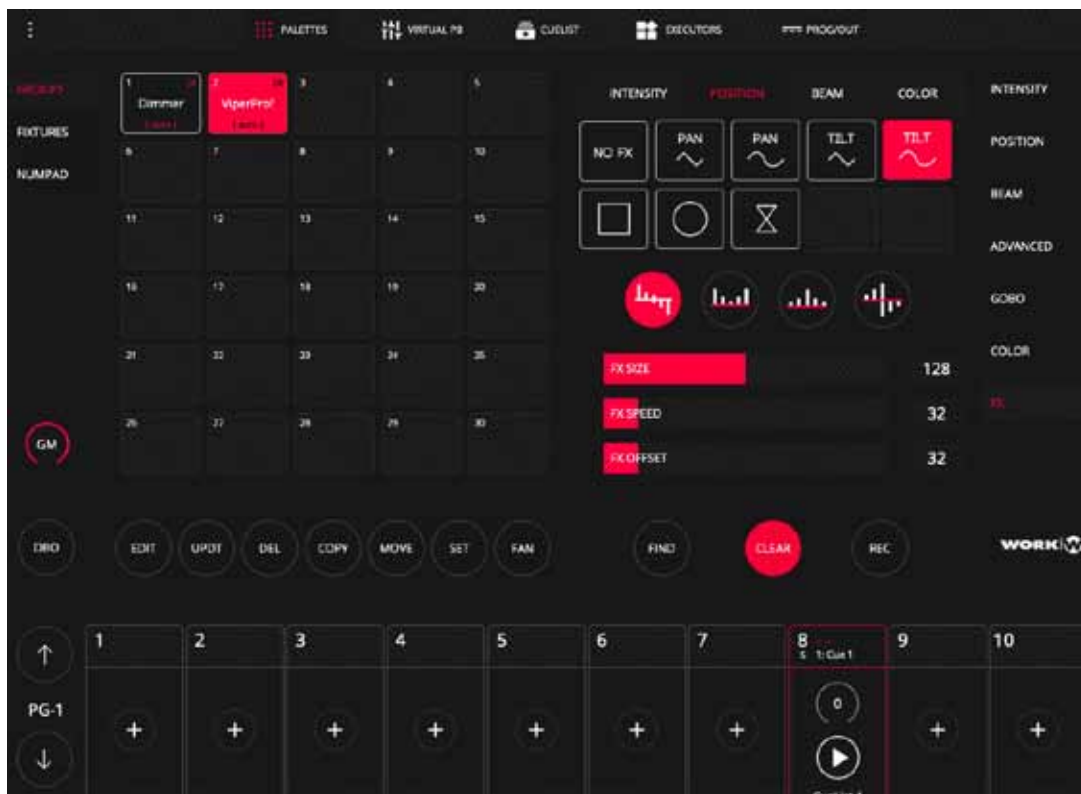 PALETTES VIRTUAL PB CUELIST EXECUTORS PROG/OUT
GROUPS
FIXTURES
NUMPAD
1 Dimmer
2 ViperProf
3 4 5
6 7 8 9 10
11 12 13 14 15
16 17 18 19 20
21 22 23 24 25
26 27 28 29 30
INTENSITY POSITION BEAM COLOR
NO FX PAN PAN TILT TILT
FX SIZE 128
FX SPEED 32
FX OFFSET 32
INTENSITY
POSITION
BEAM
ADVANCED
GOBO
COLOR
FX
GM
DBO EDIT UPDT DEL COPY MOVE SET FAN FIND CLEAR REC
WORK
PG-1
1 2 3 4 5 6 7 8 9 10
S 1: Cue 1
0